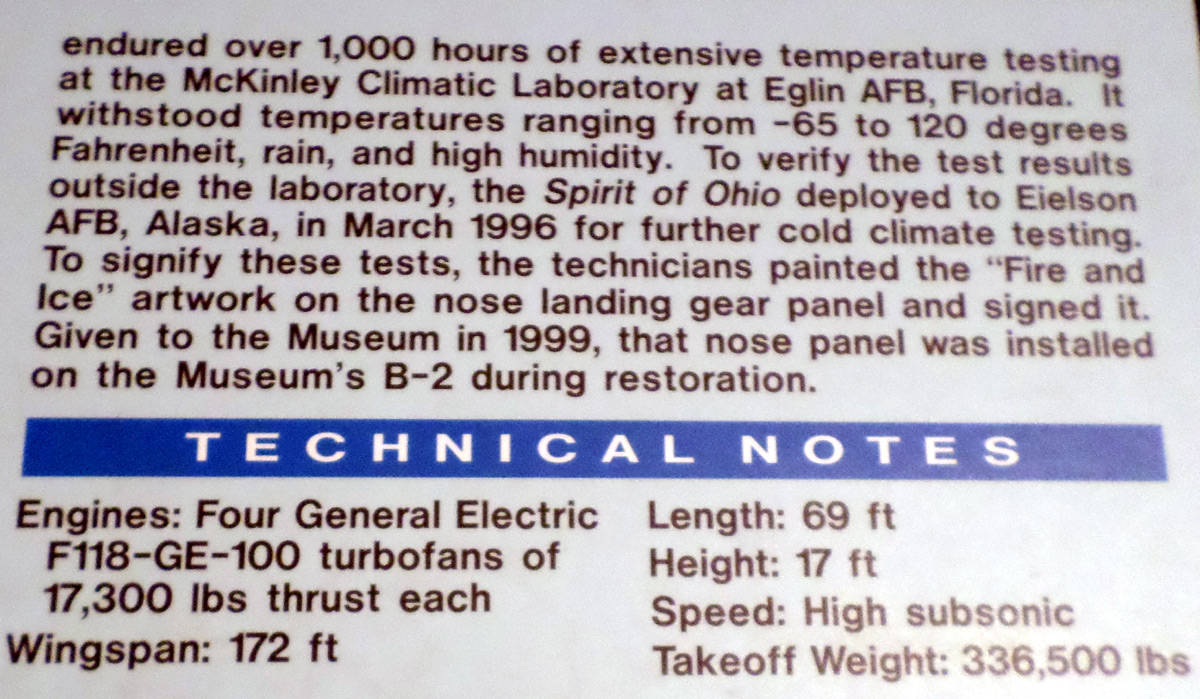 endured over 1,000 hours of extensive temperature testing
at the McKinley Climatic Laboratory at Eglin AFB, Florida. It
withstood temperatures ranging from -65 to 120 degrees
Fahrenheit, rain, and high humidity. To verify the test results
outside the laboratory, the Spirit of Ohio deployed to Eielson
AFB, Alaska, in March 1996 for further cold climate testing.
To signify these tests, the technicians painted the “Fire and
Ice” artwork on the nose landing gear panel and signed it.
Given to the Museum in 1999, that nose panel was installed
on the Museum's B-2 during restoration.
TECHNICAL NOTES
Engines: Four General Electric
F118-GE-100 turbofans of
17,300 lbs thrust each
Wingspan: 172 ft
Length: 69 ft
Height: 17 ft
Speed: High subsonic
Takeoff Weight: 336,500 lbs